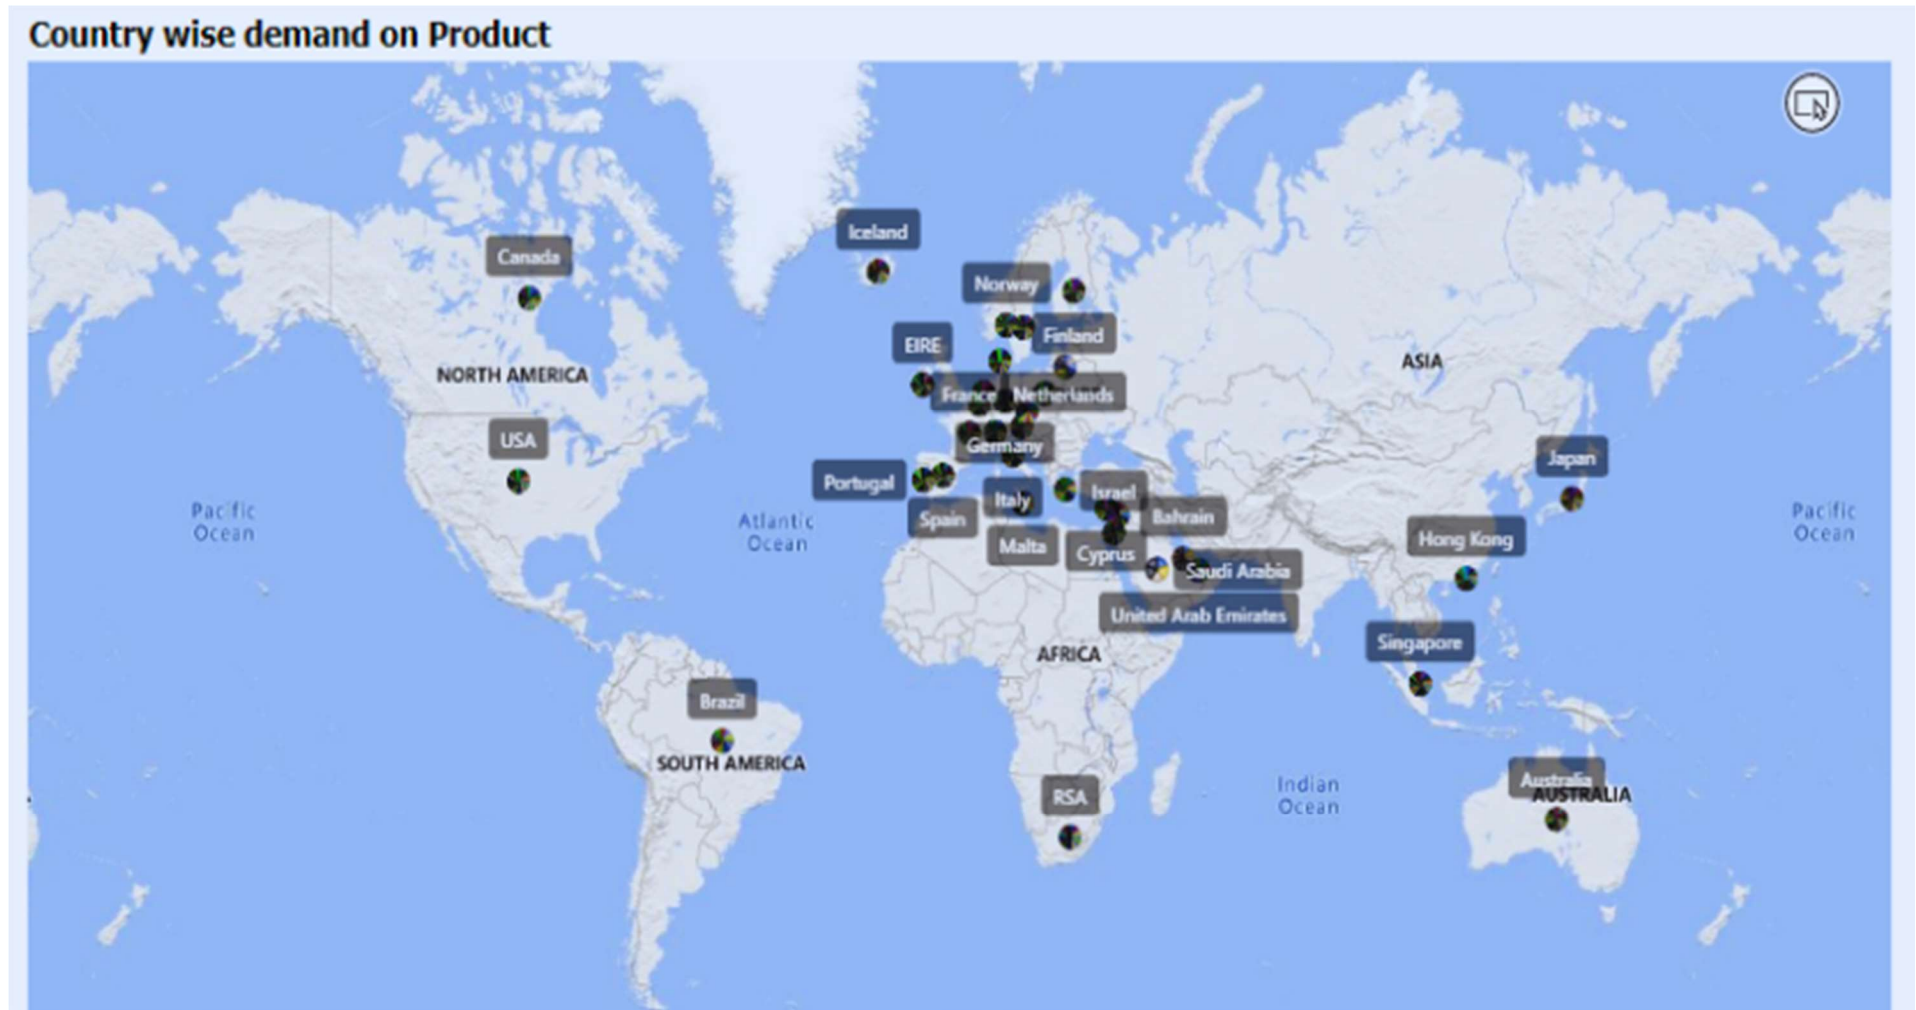 Country wise demand on Product
Iceland
Canada
Norway
EIRE
Finland
NORTH AMERICA
ASIA
France
Netherlands
USA
Germany
Japan
Portugal
Italy
Israel
Pacific
Ocean
Atlantic
Ocean
Spain
Bahrain
Pacific
Ocean
Hong Kong
Malta
Cyprus
Saudi Arabia
United Arab Emirates
Singapore
AFRICA
Brazil
SOUTH AMERICA
RSA
Indian
Ocean
Australia
AUSTRALIA